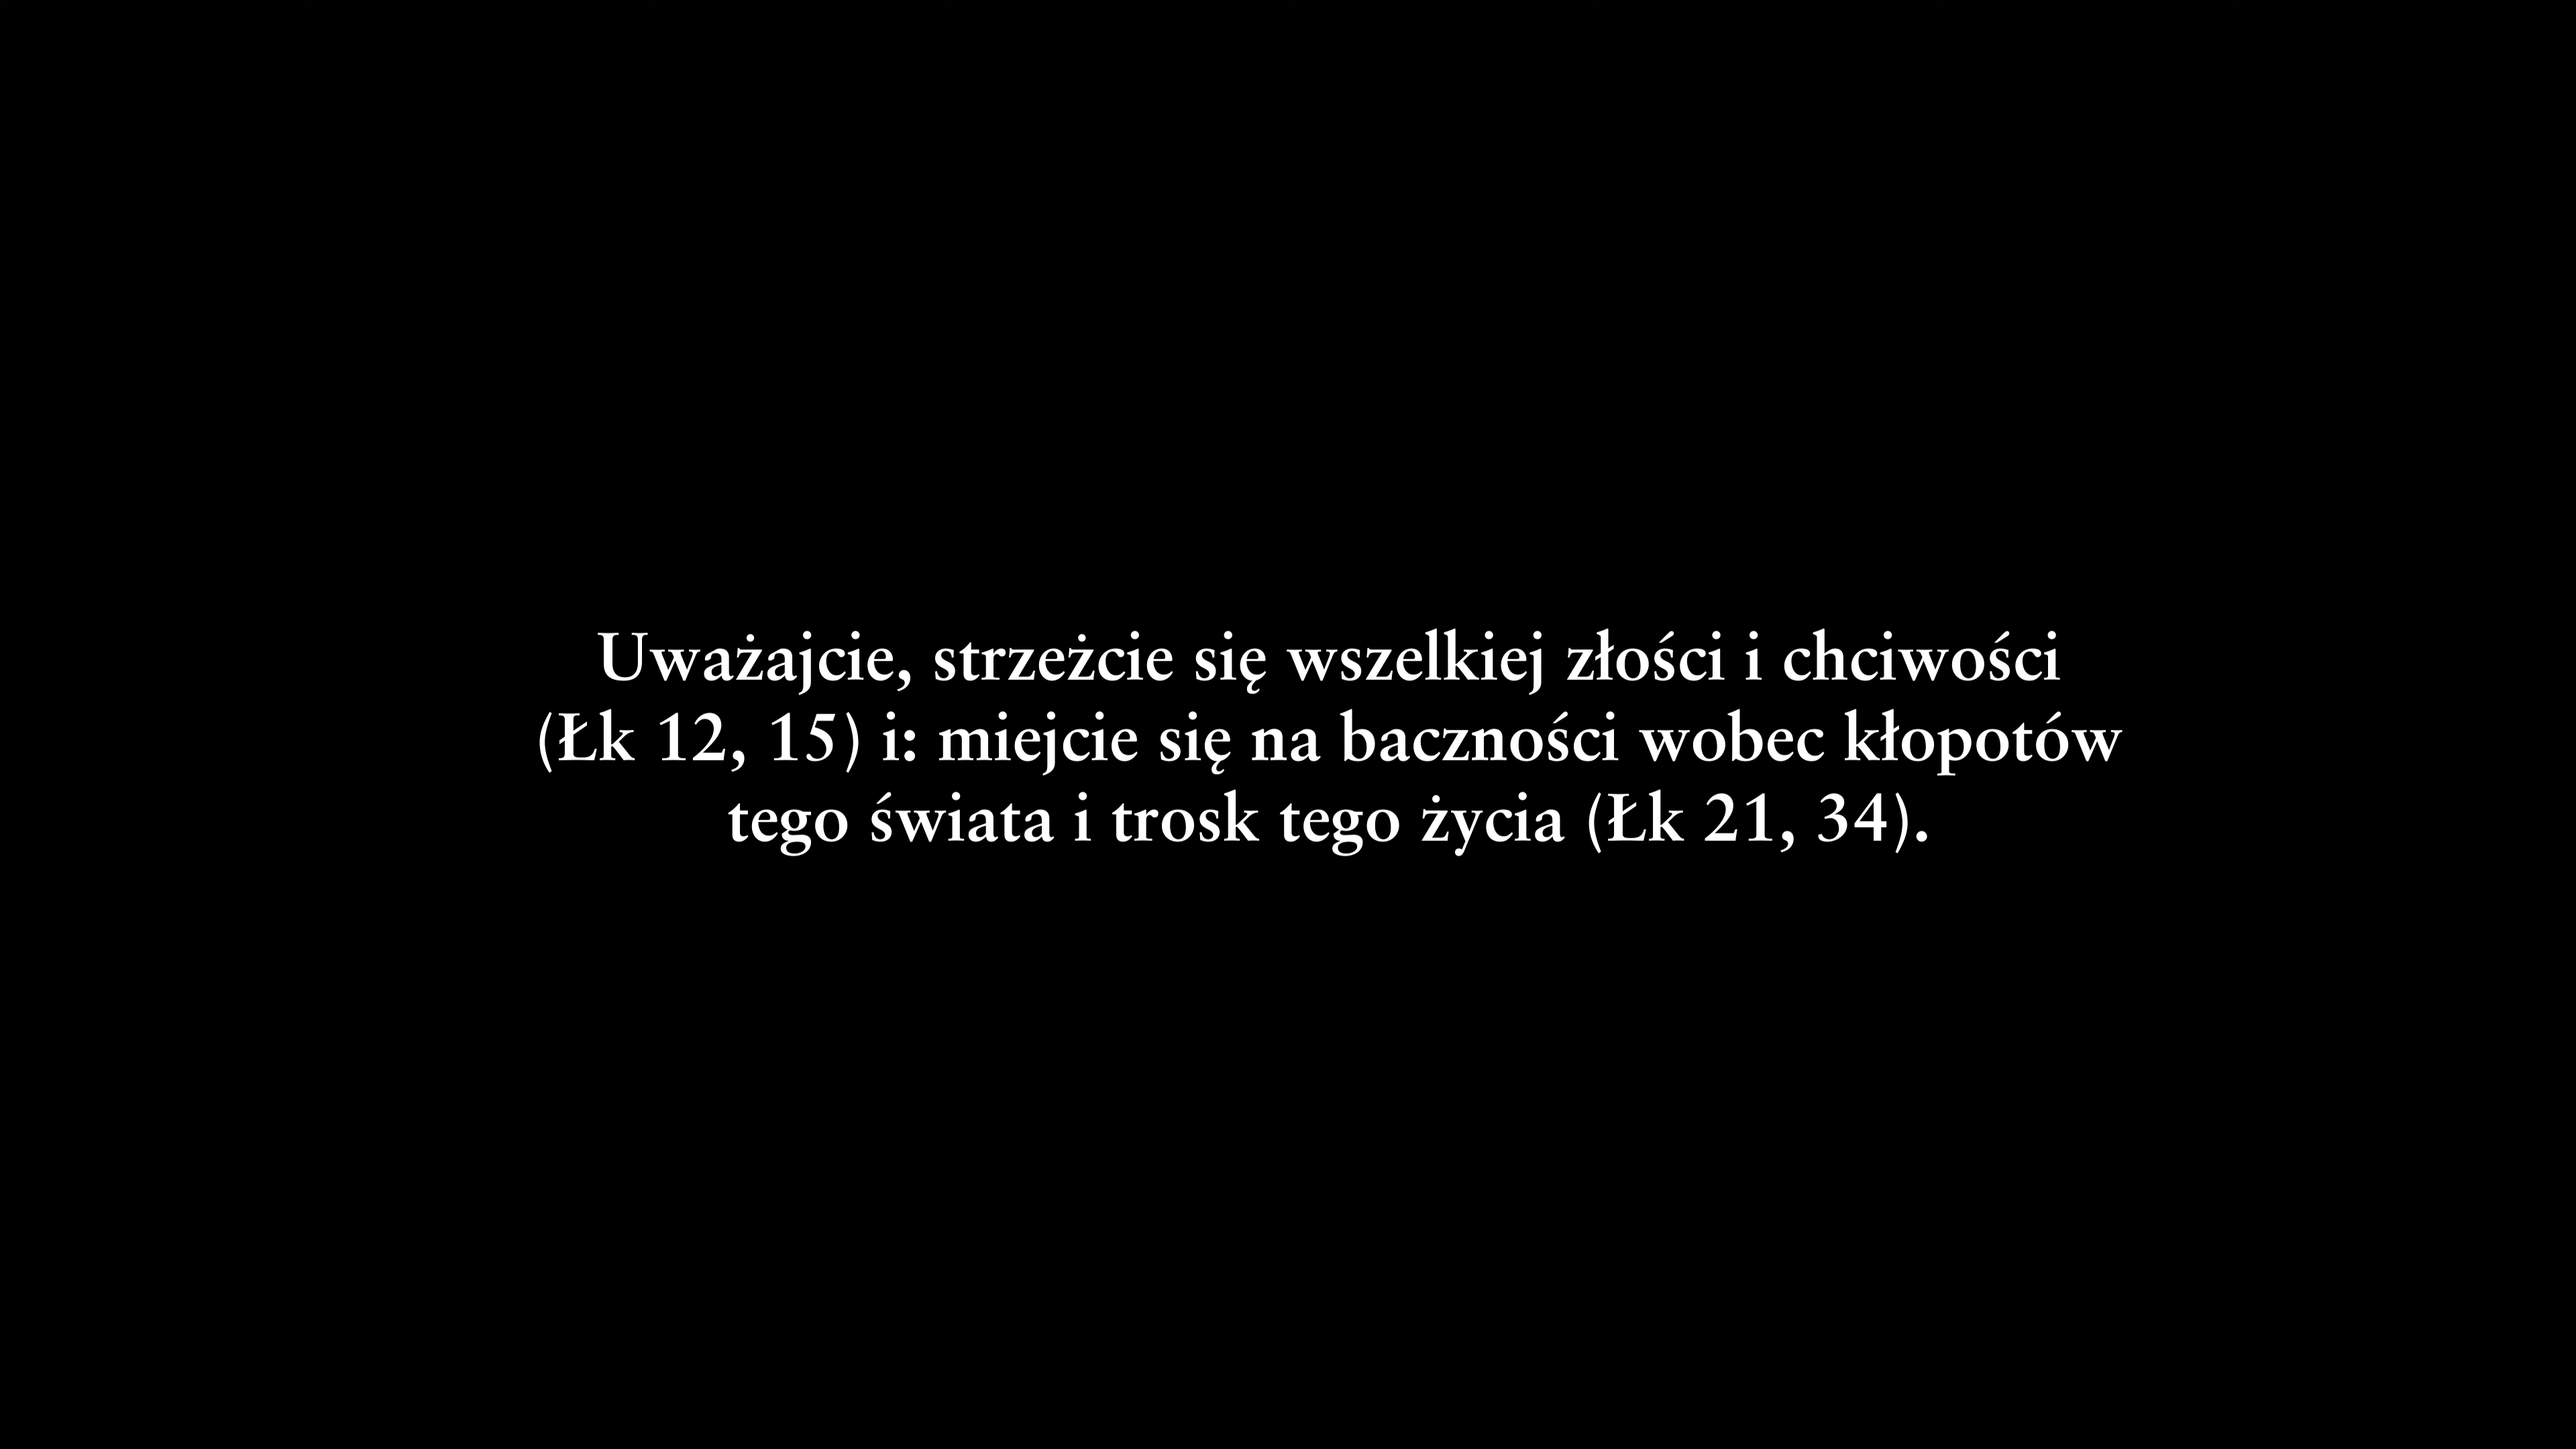 Uważajcie, strzeżcie się wszelkiej złości i chciwości
(Łk 12, 15) i: miejcie się na baczności wobec kłopotów
tego świata i trosk tego życia (Łk 21, 34).